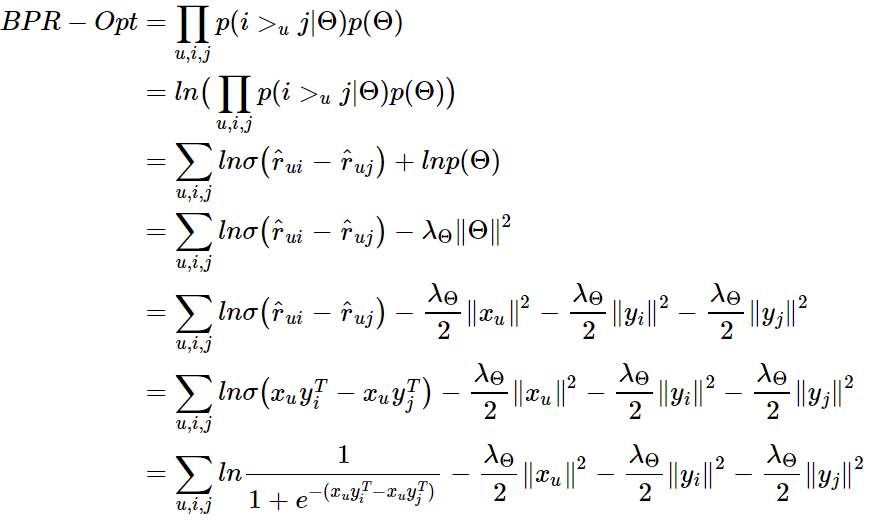 BPR − Opt = ∏_{u,i,j} p(i >_u j|Θ)p(Θ)
= ln(∏_{u,i,j} p(i >_u j|Θ)p(Θ))
= ∑_{u,i,j} lnσ(r̂_{ui} − r̂_{uj}) + lnp(Θ)
= ∑_{u,i,j} lnσ(r̂_{ui} − r̂_{uj}) − λ_Θ‖Θ‖²
= ∑_{u,i,j} lnσ(r̂_{ui} − r̂_{uj}) − λ_Θ/2 ‖x_u‖² − λ_Θ/2 ‖y_i‖² − λ_Θ/2 ‖y_j‖²
= ∑_{u,i,j} lnσ(x_u y_i^T − x_u y_j^T) − λ_Θ/2 ‖x_u‖² − λ_Θ/2 ‖y_i‖² − λ_Θ/2 ‖y_j‖²
= ∑_{u,i,j} ln 1/(1 + e^{−(x_u y_i^T − x_u y_j^T)}) − λ_Θ/2 ‖x_u‖² − λ_Θ/2 ‖y_i‖² − λ_Θ/2 ‖y_j‖²